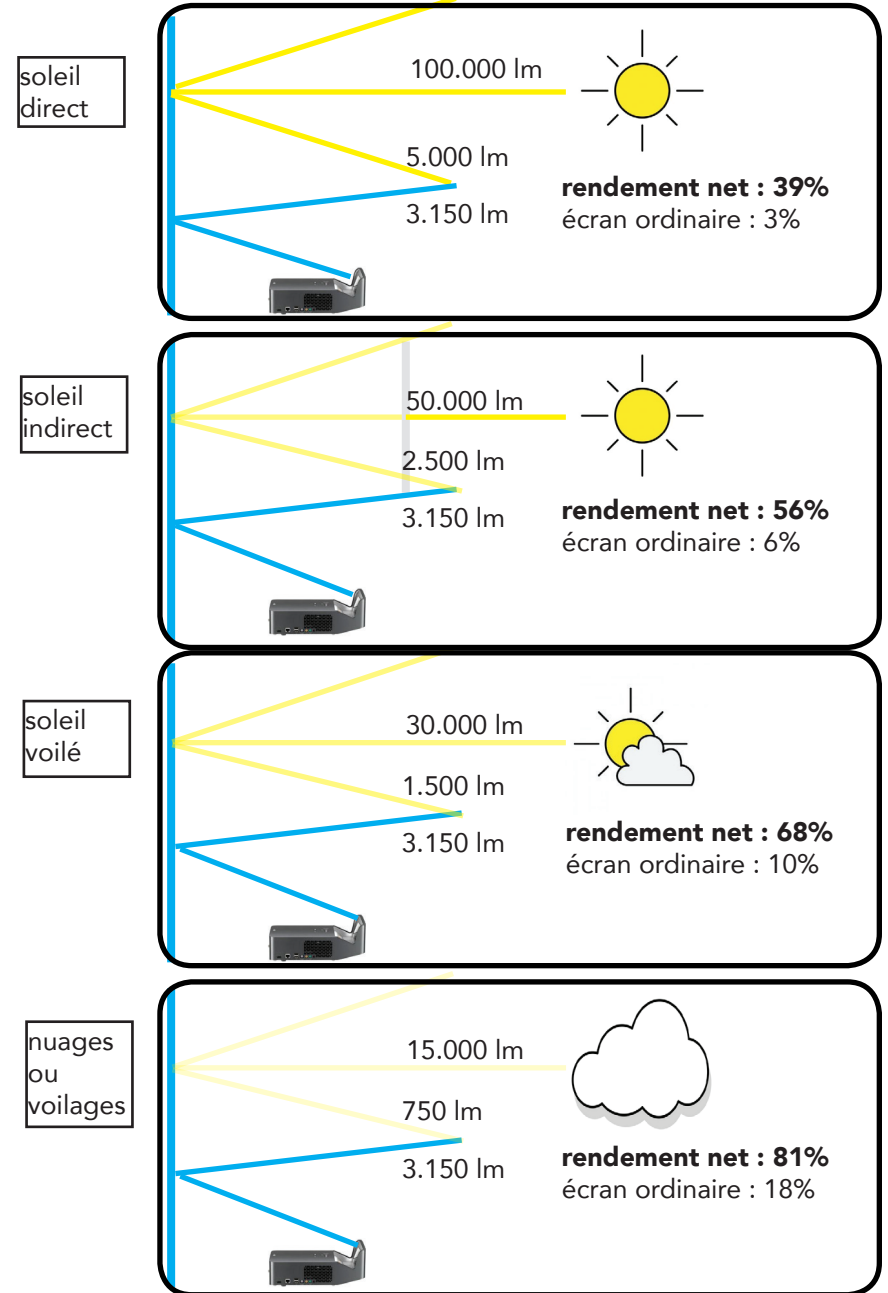 soleil
direct
100.000 lm
5.000 lm
3.150 lm
rendement net : 39%
écran ordinaire : 3%
soleil
indirect
50.000 lm
2.500 lm
3.150 lm
rendement net : 56%
écran ordinaire : 6%
soleil
voilé
30.000 lm
1.500 lm
3.150 lm
rendement net : 68%
écran ordinaire : 10%
nuages
ou
voilages
15.000 lm
750 lm
3.150 lm
rendement net : 81%
écran ordinaire : 18%